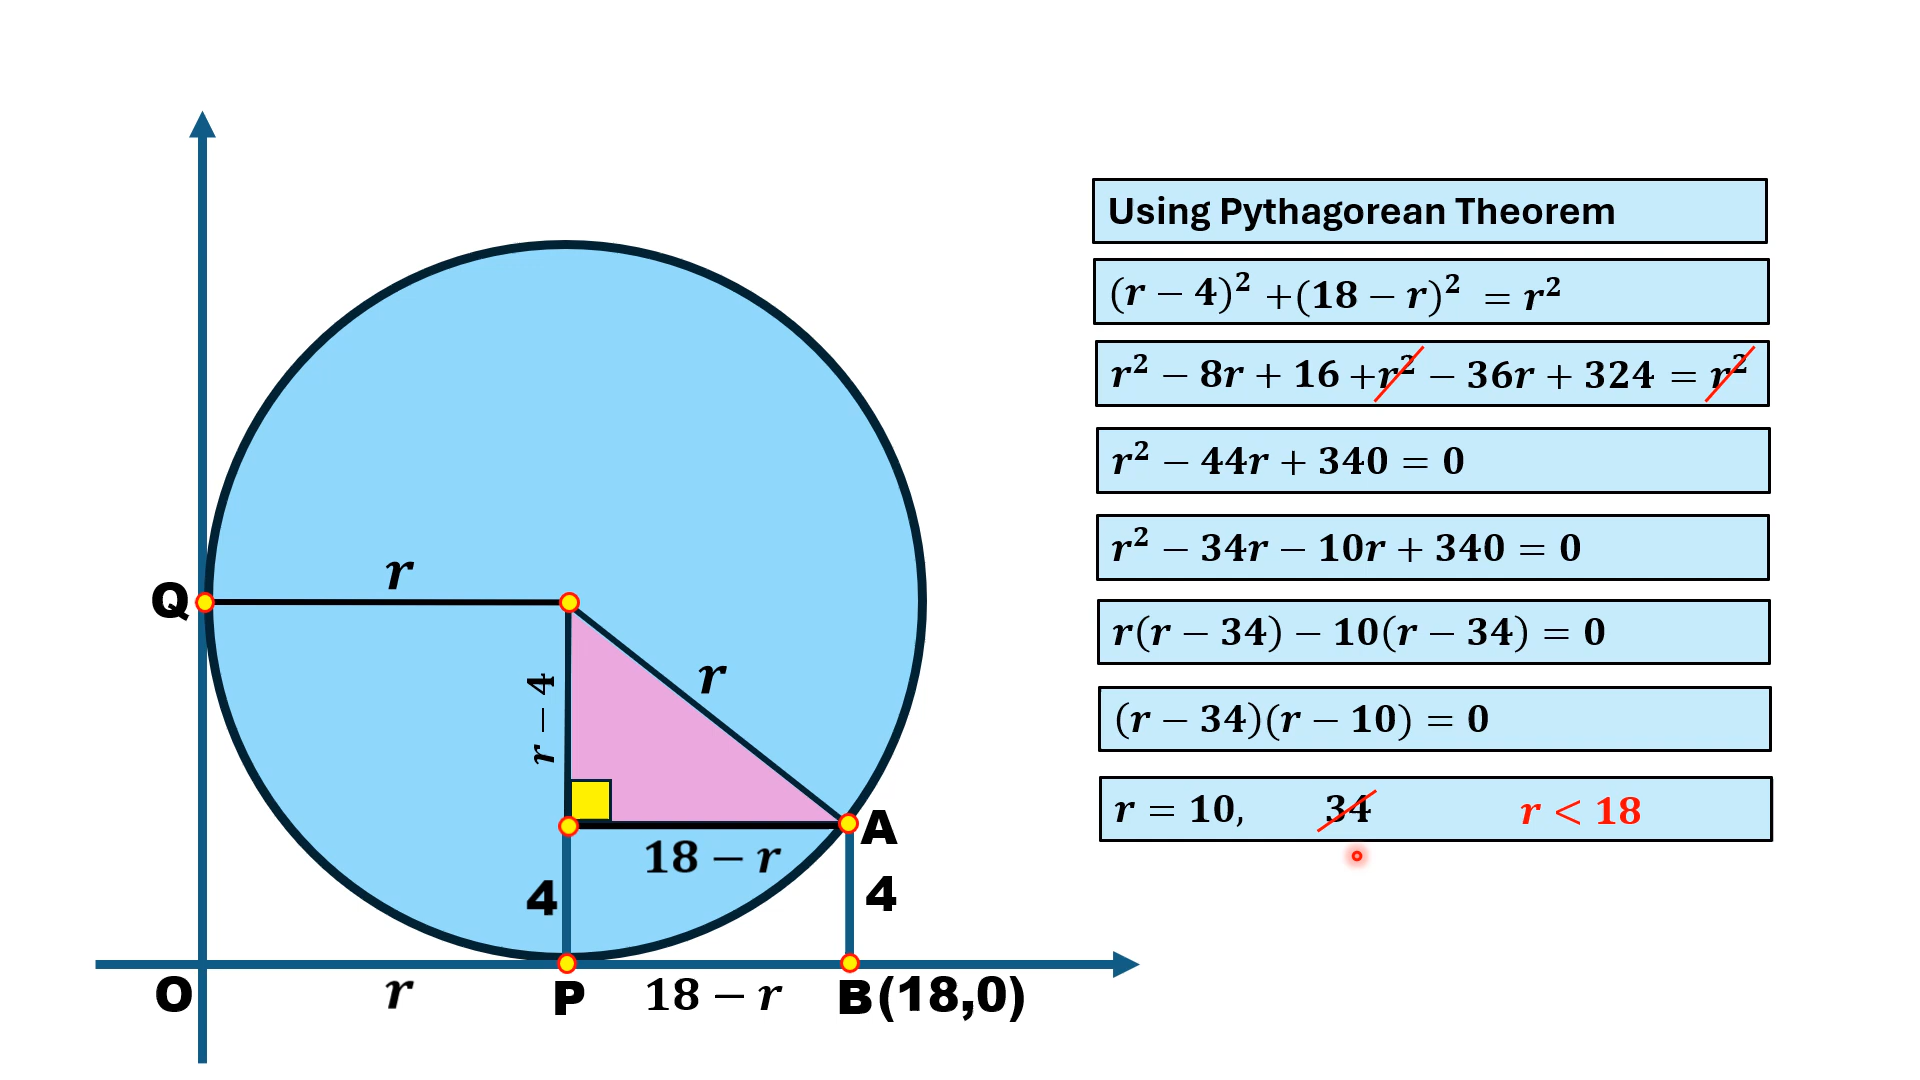 Using Pythagorean Theorem
(r − 4)² +(18 − r)² = r²
r² − 8r + 16 +r² − 36r + 324 = r²
r² − 44r + 340 = 0
r² − 34r − 10r + 340 = 0
r(r − 34) − 10(r − 34) = 0
(r − 34)(r − 10) = 0
r = 10, 34 r < 18
Q
r
r − 4
r
A
18 − r
4
4
O
r
P
18 − r
B(18,0)